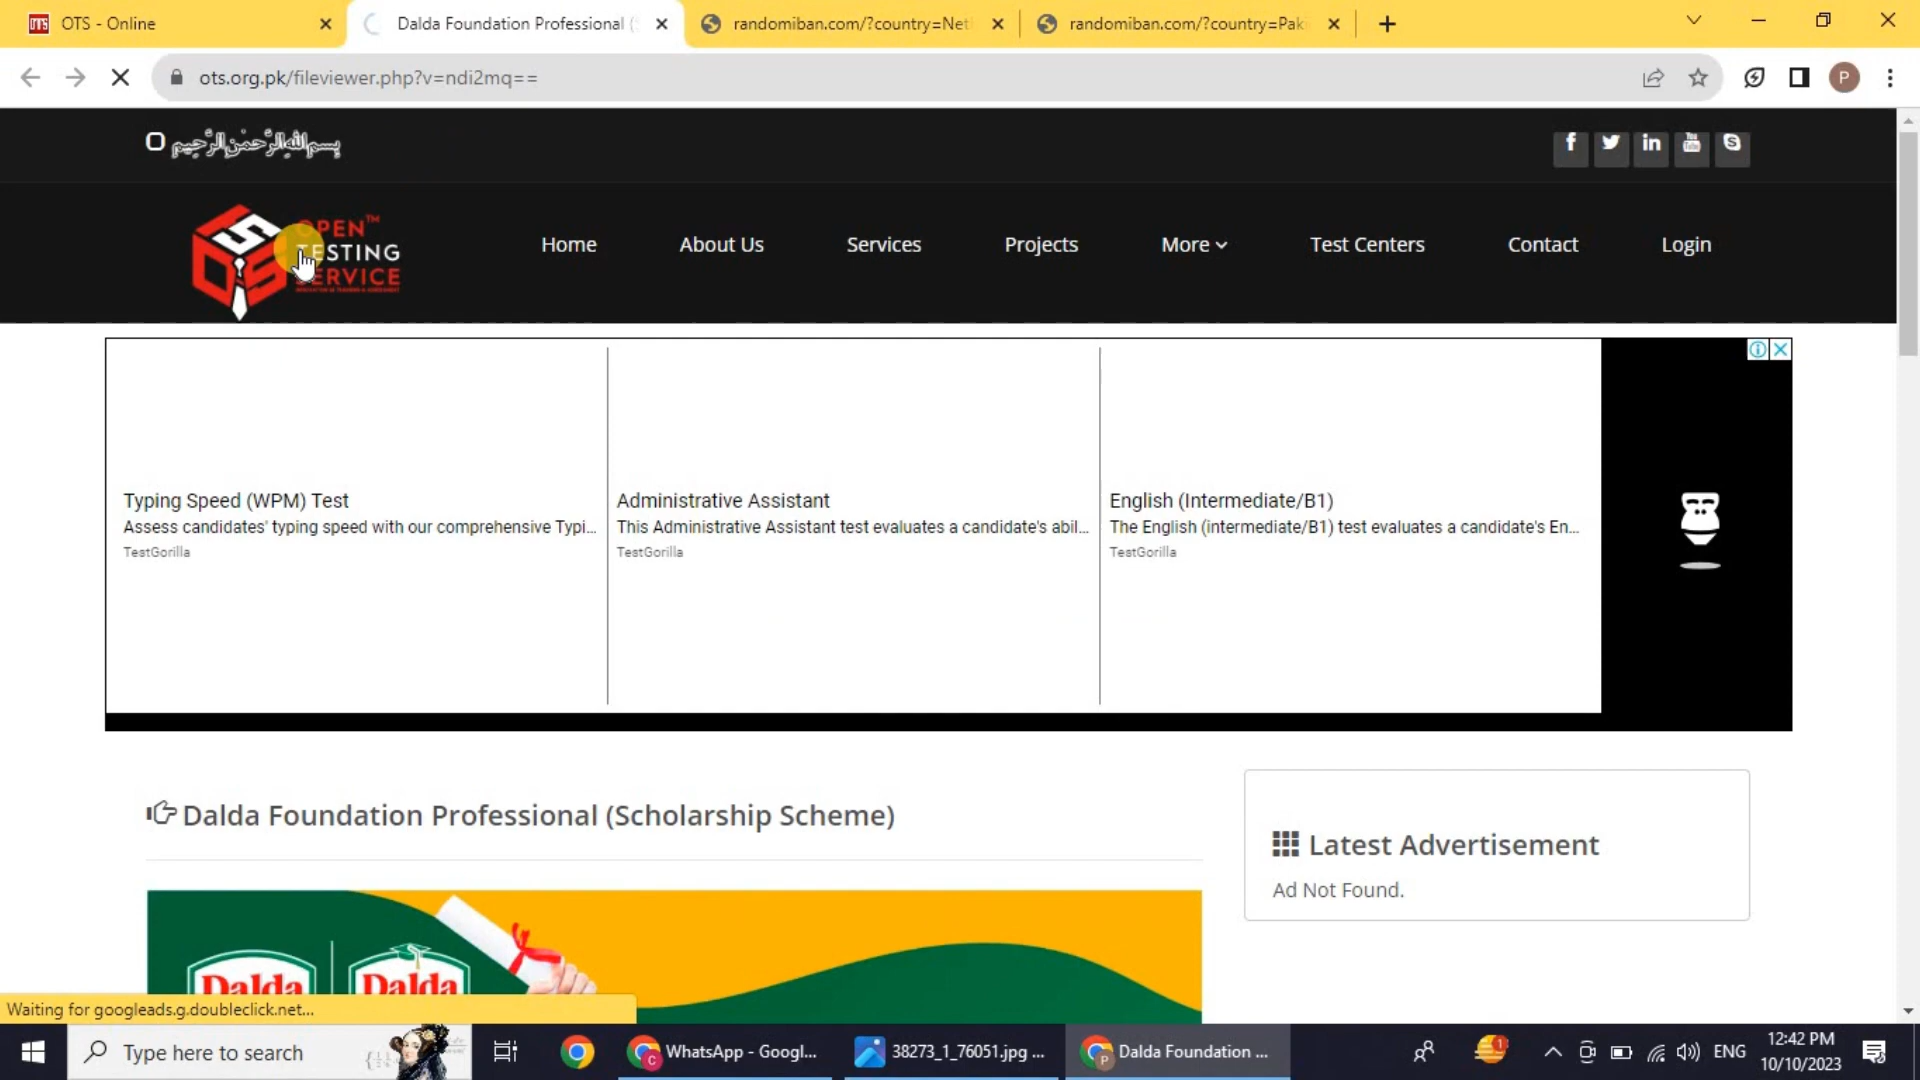 OTS - Online
Dalda Foundation Professional (
randomiban.com/?country=Net
randomiban.com/?country=Pak
ots.org.pk/fileviewer.php?v=ndi2mq==
P
بسم الله الرحمن الرحيم
OPEN™
TESTING
SERVICE
Home
About Us
Services
Projects
More
Test Centers
Contact
Login
Typing Speed (WPM) Test
Assess candidates' typing speed with our comprehensive Typi...
TestGorilla
Administrative Assistant
This Administrative Assistant test evaluates a candidate's abil...
TestGorilla
English (Intermediate/B1)
The English (intermediate/B1) test evaluates a candidate's En...
TestGorilla
Dalda Foundation Professional (Scholarship Scheme)
Latest Advertisement
Ad Not Found.
Dalda
Dalda
Waiting for googleads.g.doubleclick.net...
Type here to search
WhatsApp - Googl...
38273_1_76051.jpg ...
Dalda Foundation ...
ENG
12:42 PM
10/10/2023